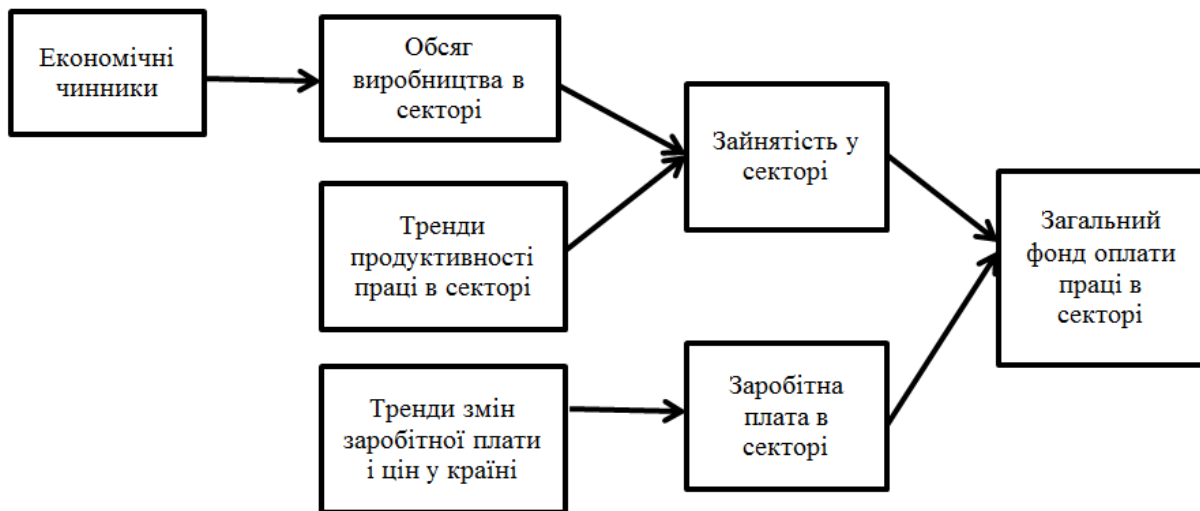 Економічні
чинники
Обсяг
виробництва в
секторі
Тренди
продуктивності
праці в секторі
Тренди змін
заробітної плати
і цін у країні
Зайнятість у
секторі
Заробітна
плата в
секторі
Загальний
фонд оплати
праці в
секторі